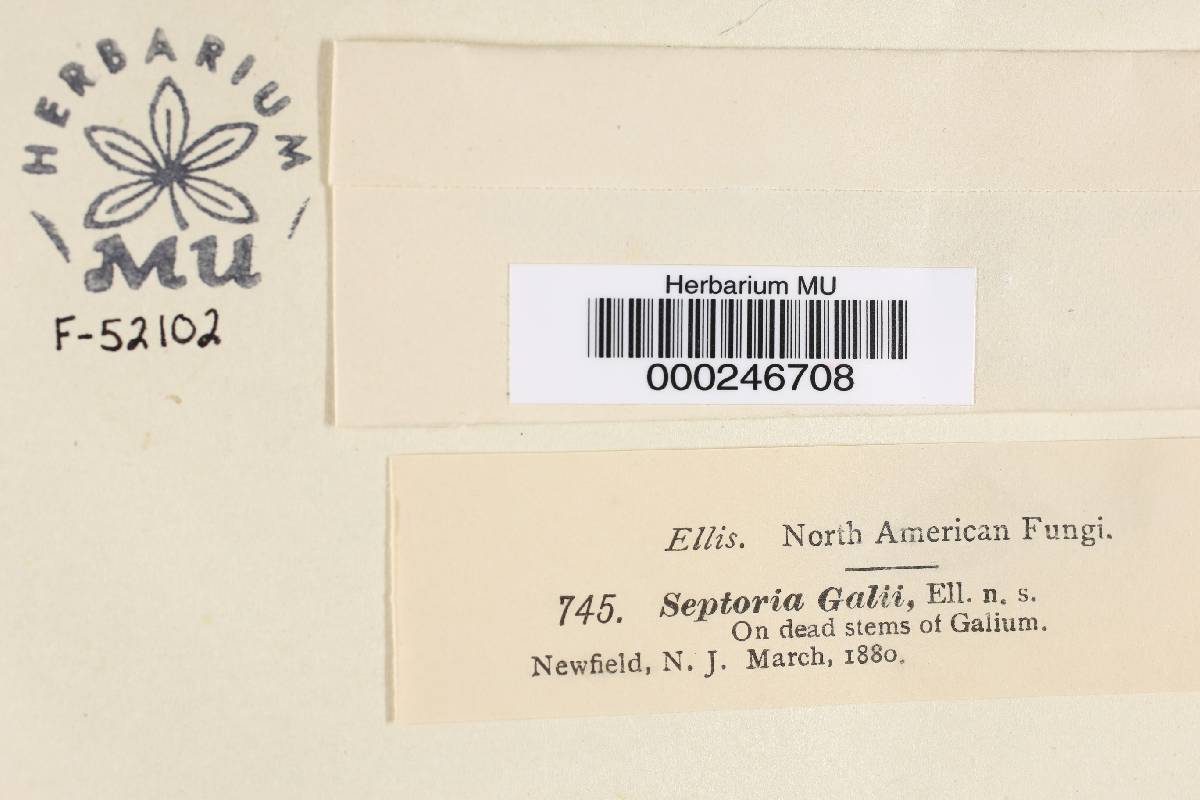 HERBARIUM
MU
F-52102
Herbarium MU
000246708
Ellis. North American Fungi.
745. Septoria Galii, Ell. n. s.
On dead stems of Galium.
Newfield, N. J. March, 1880.